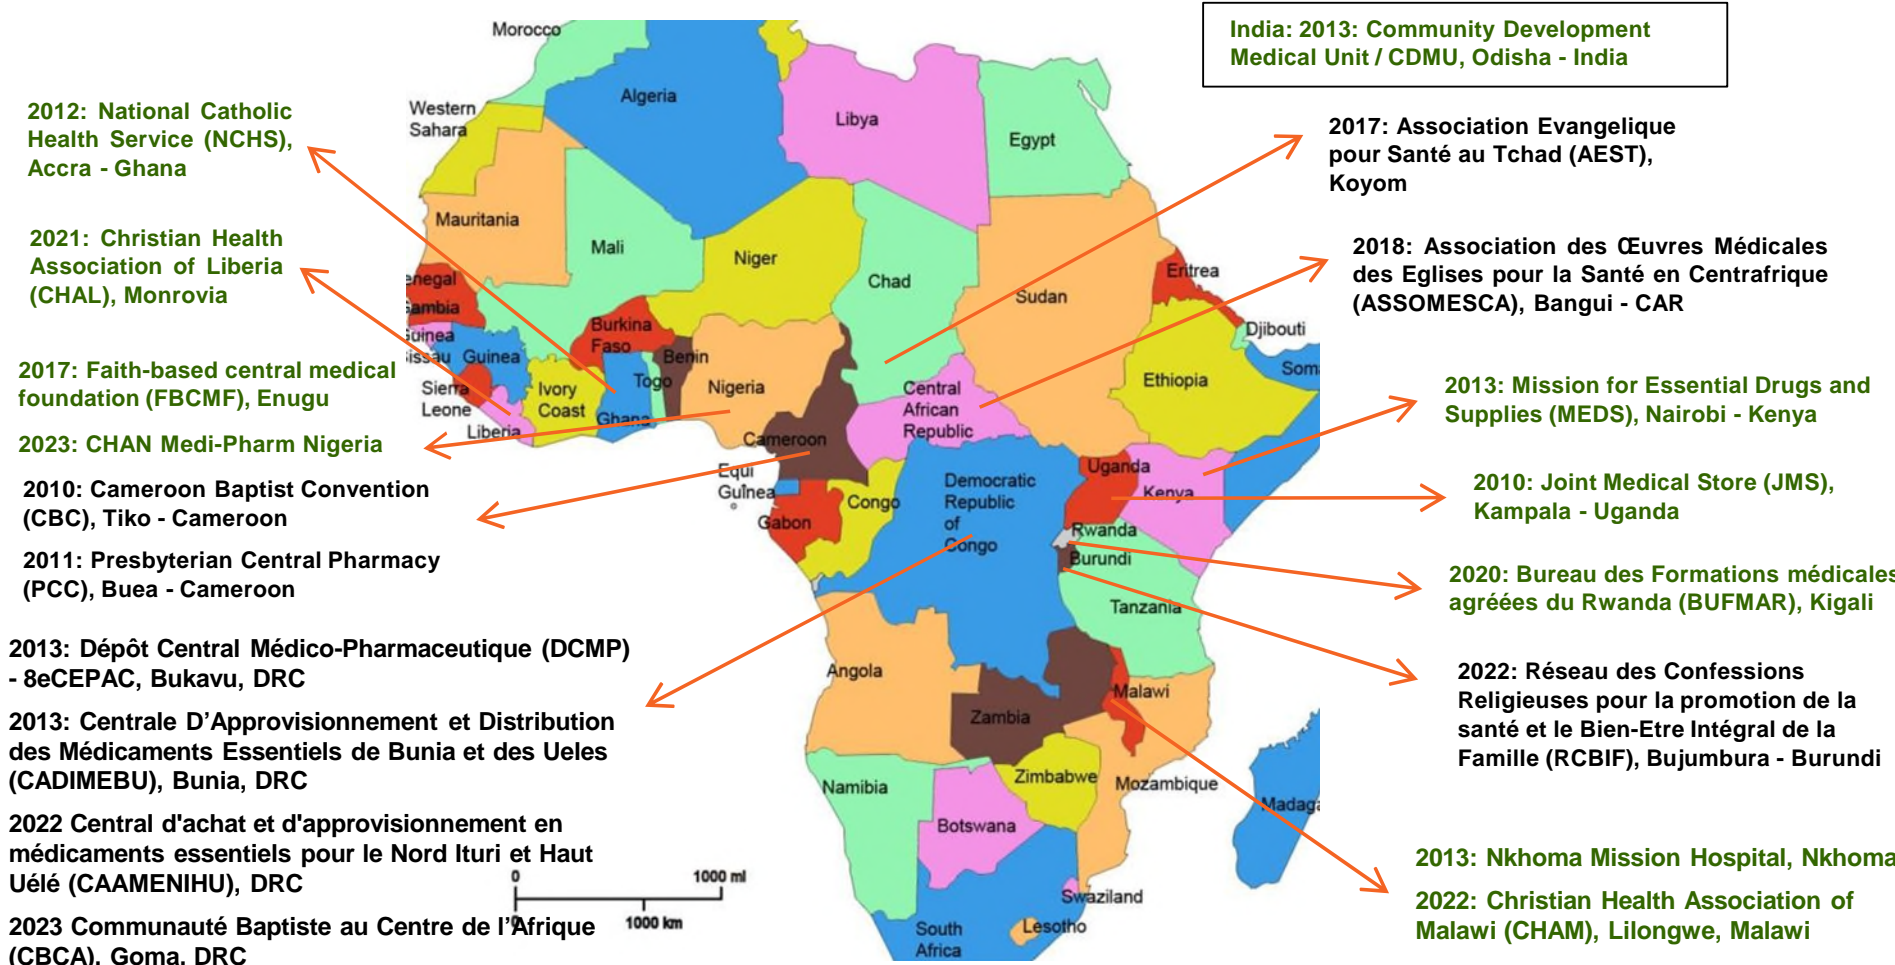 India: 2013: Community Development
Medical Unit / CDMU, Odisha - India
2012: National Catholic
Health Service (NCHS),
Accra - Ghana
2021: Christian Health
Association of Liberia
(CHAL), Monrovia
2017: Faith-based central medical
foundation (FBCMF), Enugu
2023: CHAN Medi-Pharm Nigeria
2010: Cameroon Baptist Convention
(CBC), Tiko - Cameroon
2011: Presbyterian Central Pharmacy
(PCC), Buea - Cameroon
2013: Dépôt Central Médico-Pharmaceutique (DCMP)
- 8eCEPAC, Bukavu, DRC
2013: Centrale D’Approvisionnement et Distribution
des Médicaments Essentiels de Bunia et des Ueles
(CADIMEBU), Bunia, DRC
2022 Central d'achat et d'approvisionnement en
médicaments essentiels pour le Nord Ituri et Haut
Uélé (CAAMENIHU), DRC
2023 Communauté Baptiste au Centre de l’Afrique
(CBCA), Goma, DRC
Morocco
Western
Sahara
Algeria
Libya
Egypt
Mauritania
Mali
Niger
Chad
Sudan
Eritrea
Djibouti
enegal
Gambia
Guinea
Bissau
Guinea
Sierra
Leone
Liberia
Ivory
Coast
Burkina
Faso
Ghana
Togo
Benin
Nigeria
Cameroon
Central
African
Republic
Ethiopia
Som
Equi
Guinea
Gabon
Congo
Democratic
Republic
of
Congo
Uganda
Kenya
Rwanda
Burundi
Tanzania
Angola
Zambia
Malawi
Mozambique
Zimbabwe
Namibia
Botswana
Madaga
Swaziland
Lesotho
South
Africa
0
1000 mi
0
1000 km
2017: Association Evangelique
pour Santé au Tchad (AEST),
Koyom
2018: Association des Œuvres Médicales
des Eglises pour la Santé en Centrafrique
(ASSOMESCA), Bangui - CAR
2013: Mission for Essential Drugs and
Supplies (MEDS), Nairobi - Kenya
2010: Joint Medical Store (JMS),
Kampala - Uganda
2020: Bureau des Formations médicales
agréées du Rwanda (BUFMAR), Kigali
2022: Réseau des Confessions
Religieuses pour la promotion de la
santé et le Bien-Etre Intégral de la
Famille (RCBIF), Bujumbura - Burundi
2013: Nkhoma Mission Hospital, Nkhoma
2022: Christian Health Association of
Malawi (CHAM), Lilongwe, Malawi